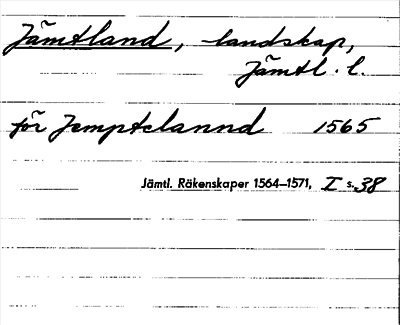 Jämtland, landskap,
Jämtl. l.
för Jemptelannd 1565
Jämtl. Räkenskaper 1564–1571, I s. 38